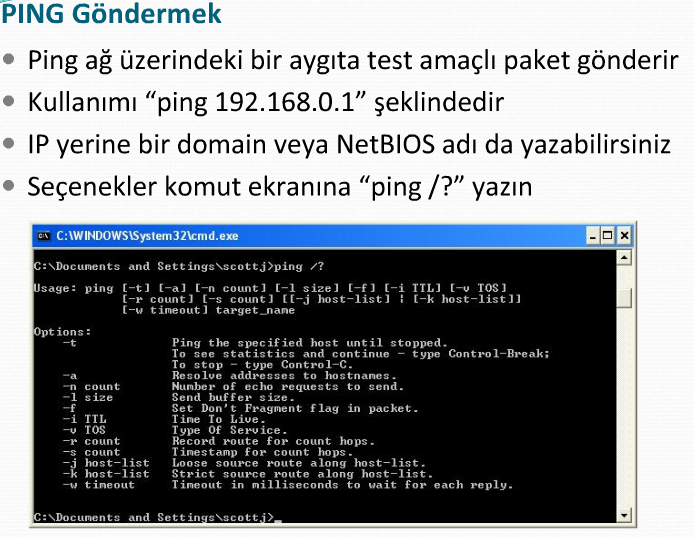 PING Göndermek
• Ping ağ üzerindeki bir aygıta test amaçlı paket gönderir
• Kullanımı “ping 192.168.0.1” şeklindedir
• IP yerine bir domain veya NetBIOS adı da yazabilirsiniz
• Seçenekler komut ekranına “ping /?” yazın
C:\WINDOWS\System32\cmd.exe
C:\Documents and Settings\scottj>ping /?
Usage: ping [-t] [-a] [-n count] [-l size] [-f] [-i TTL] [-v TOS]
[-r count] [-s count] [[-j host-list] | [-k host-list]]
[-w timeout] target_name
Options:
-t Ping the specified host until stopped.
To see statistics and continue - type Control-Break;
To stop - type Control-C.
-a Resolve addresses to hostnames.
-n count Number of echo requests to send.
-l size Send buffer size.
-f Set Don't Fragment flag in packet.
-i TTL Time To Live.
-v TOS Type Of Service.
-r count Record route for count hops.
-s count Timestamp for count hops.
-j host-list Loose source route along host-list.
-k host-list Strict source route along host-list.
-w timeout Timeout in milliseconds to wait for each reply.
C:\Documents and Settings\scottj>_